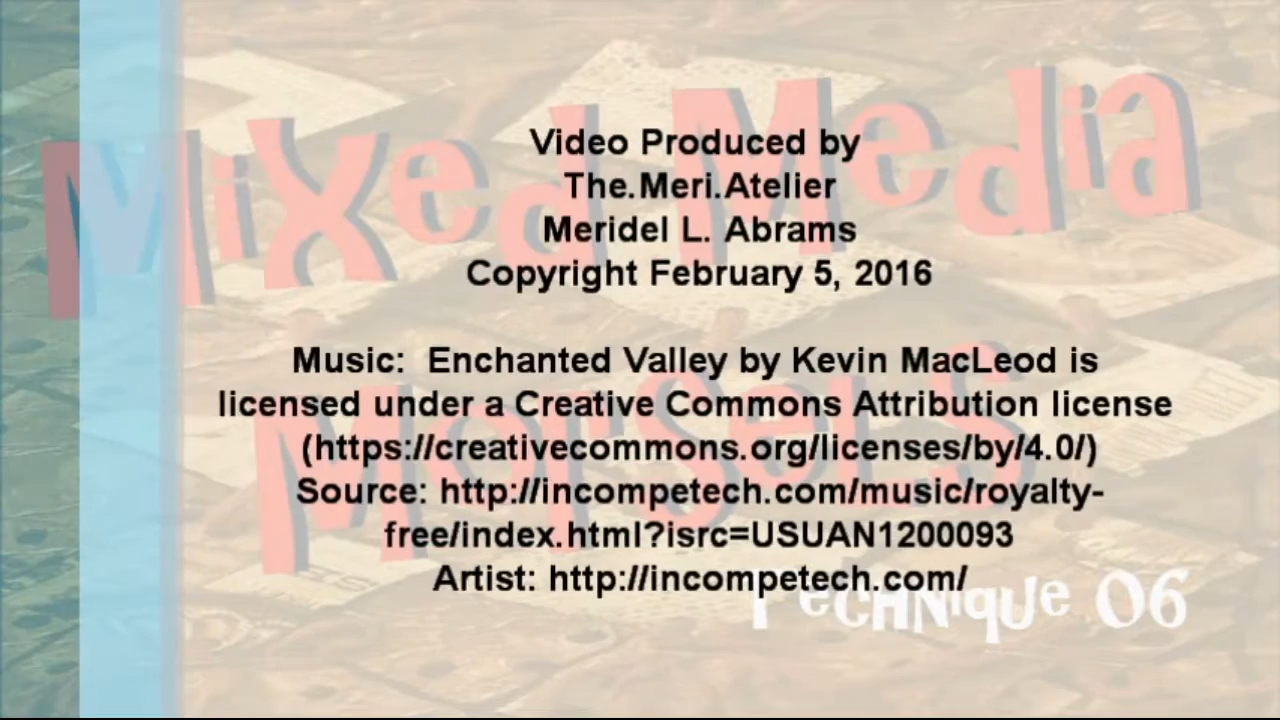 Mixed Media
Video Produced by
The.Meri.Atelier
Meridel L. Abrams
Copyright February 5, 2016
Music:  Enchanted Valley by Kevin MacLeod is
licensed under a Creative Commons Attribution license
(https://creativecommons.org/licenses/by/4.0/)
Source: http://incompetech.com/music/royalty-
free/index.html?isrc=USUAN1200093
Artist: http://incompetech.com/
Morsels
Technique 06